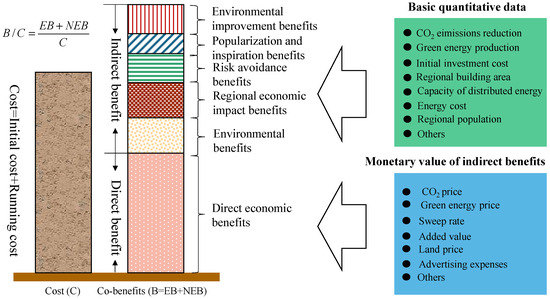 B / C = EB + NEB / C
Cost=Initial cost+Running cost
Cost (C)
Indirect benefit
Direct benefit
Co-benefits (B=EB+NEB)
Environmental
improvement benefits
Popularization and
inspiration benefits
Risk avoidance
benefits
Regional economic
impact benefits
Environmental
benefits
Direct economic
benefits
Basic quantitative data
CO2 eimissions reduction
Green energy production
Initial investment cost
Regional building area
Capacity of distributed energy
Energy cost
Regional population
Others
Monetary value of indirect benefits
CO2 price
Green energy price
Sweep rate
Added value
Land price
Advertising expenses
Others